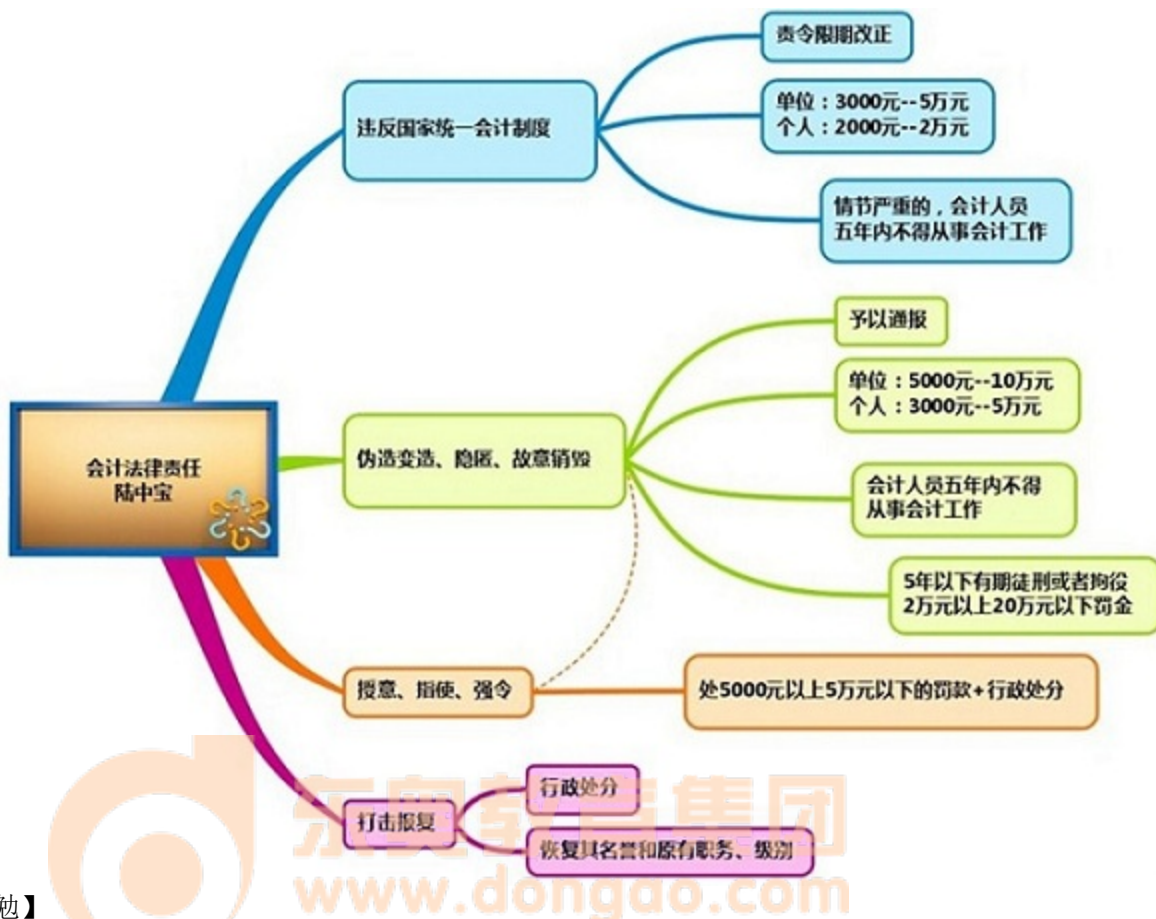 责令限期改正
违反国家统一会计制度
单位：3000元--5万元
个人：2000元--2万元
情节严重的，会计人员
五年内不得从事会计工作
会计法律责任
陆中宝
伪造变造、隐匿、故意销毁
予以通报
单位：5000元--10万元
个人：3000元--5万元
会计人员五年内不得
从事会计工作
5年以下有期徒刑或者拘役
2万元以上20万元以下罚金
授意、指使、强令
处5000元以上5万元以下的罚款+行政处分
打击报复
行政处分
恢复其名誉和原有职务、级别
东奥教育集团
www.dongao.com
勉】